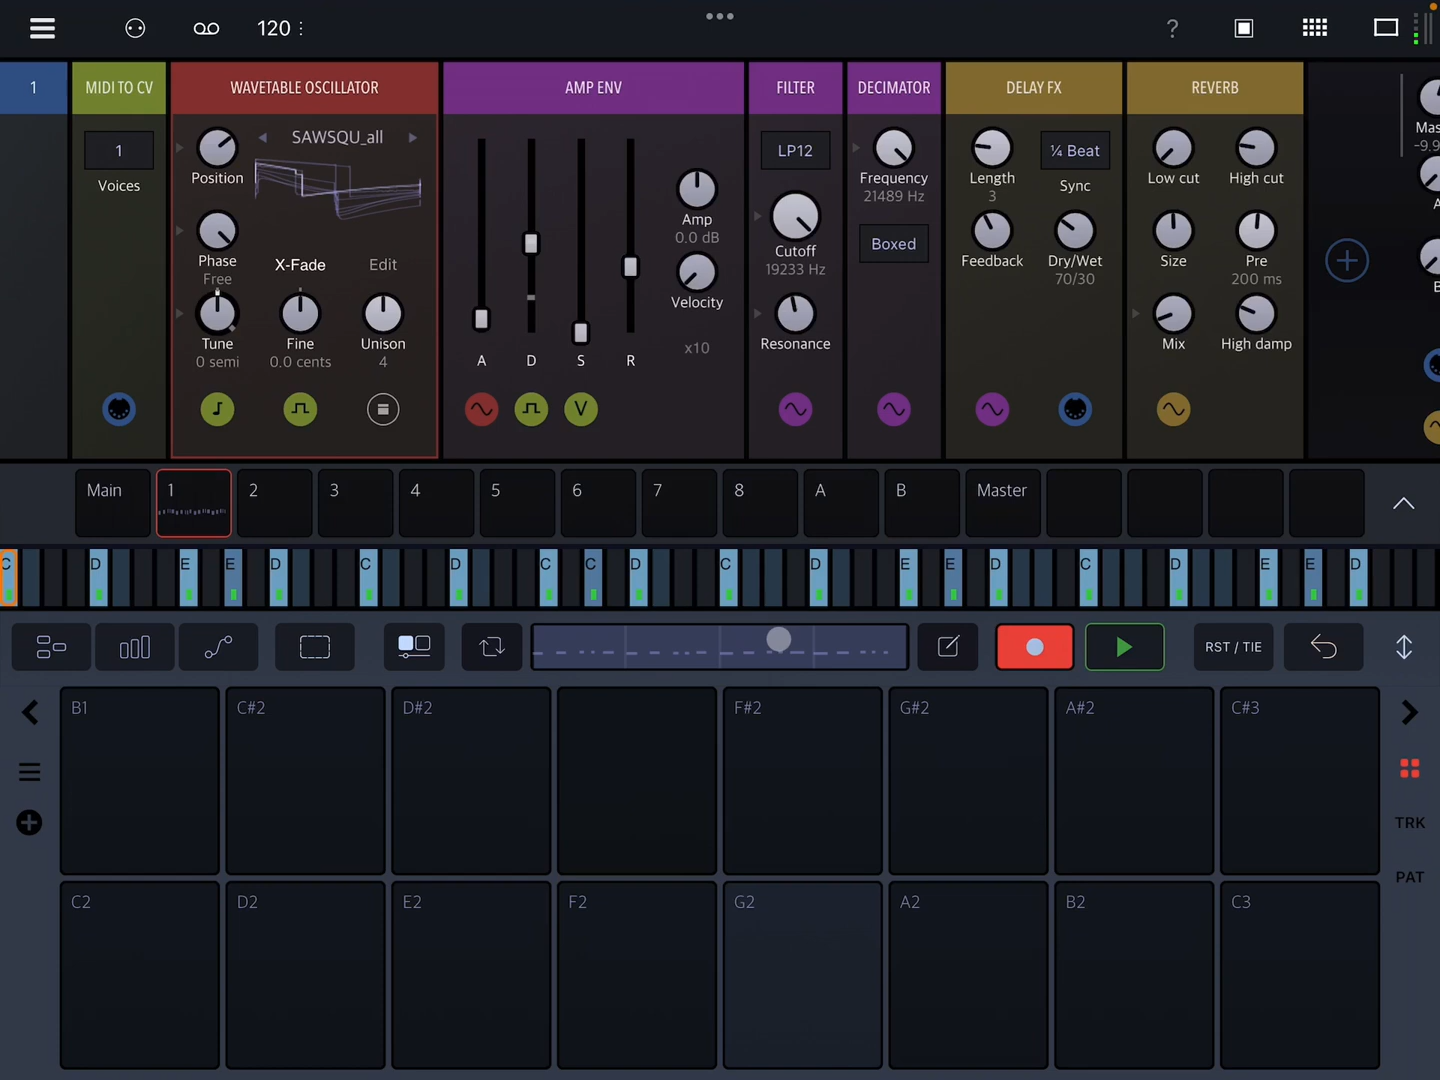 120
?
1
MIDI TO CV
WAVETABLE OSCILLATOR
AMP ENV
FILTER
DECIMATOR
DELAY FX
REVERB
1
Voices
Position
SAWSQU_all
Phase
Free
X-Fade
Edit
Tune
0 semi
Fine
0.0 cents
Unison
4
A
D
S
R
Amp
0.0 dB
Velocity
x10
LP12
Cutoff
19233 Hz
Resonance
Frequency
21489 Hz
Boxed
Length
3
¼ Beat
Sync
Feedback
Dry/Wet
70/30
Low cut
High cut
Size
Pre
200 ms
Mix
High damp
Mas
-9.9
A
B
V
Main
1
2
3
4
5
6
7
8
A
B
Master
C D E E D C D C C D C D E E D C D E E D
RST / TIE
B1
C#2
D#2
F#2
G#2
A#2
C#3
TRK
PAT
C2
D2
E2
F2
G2
A2
B2
C3